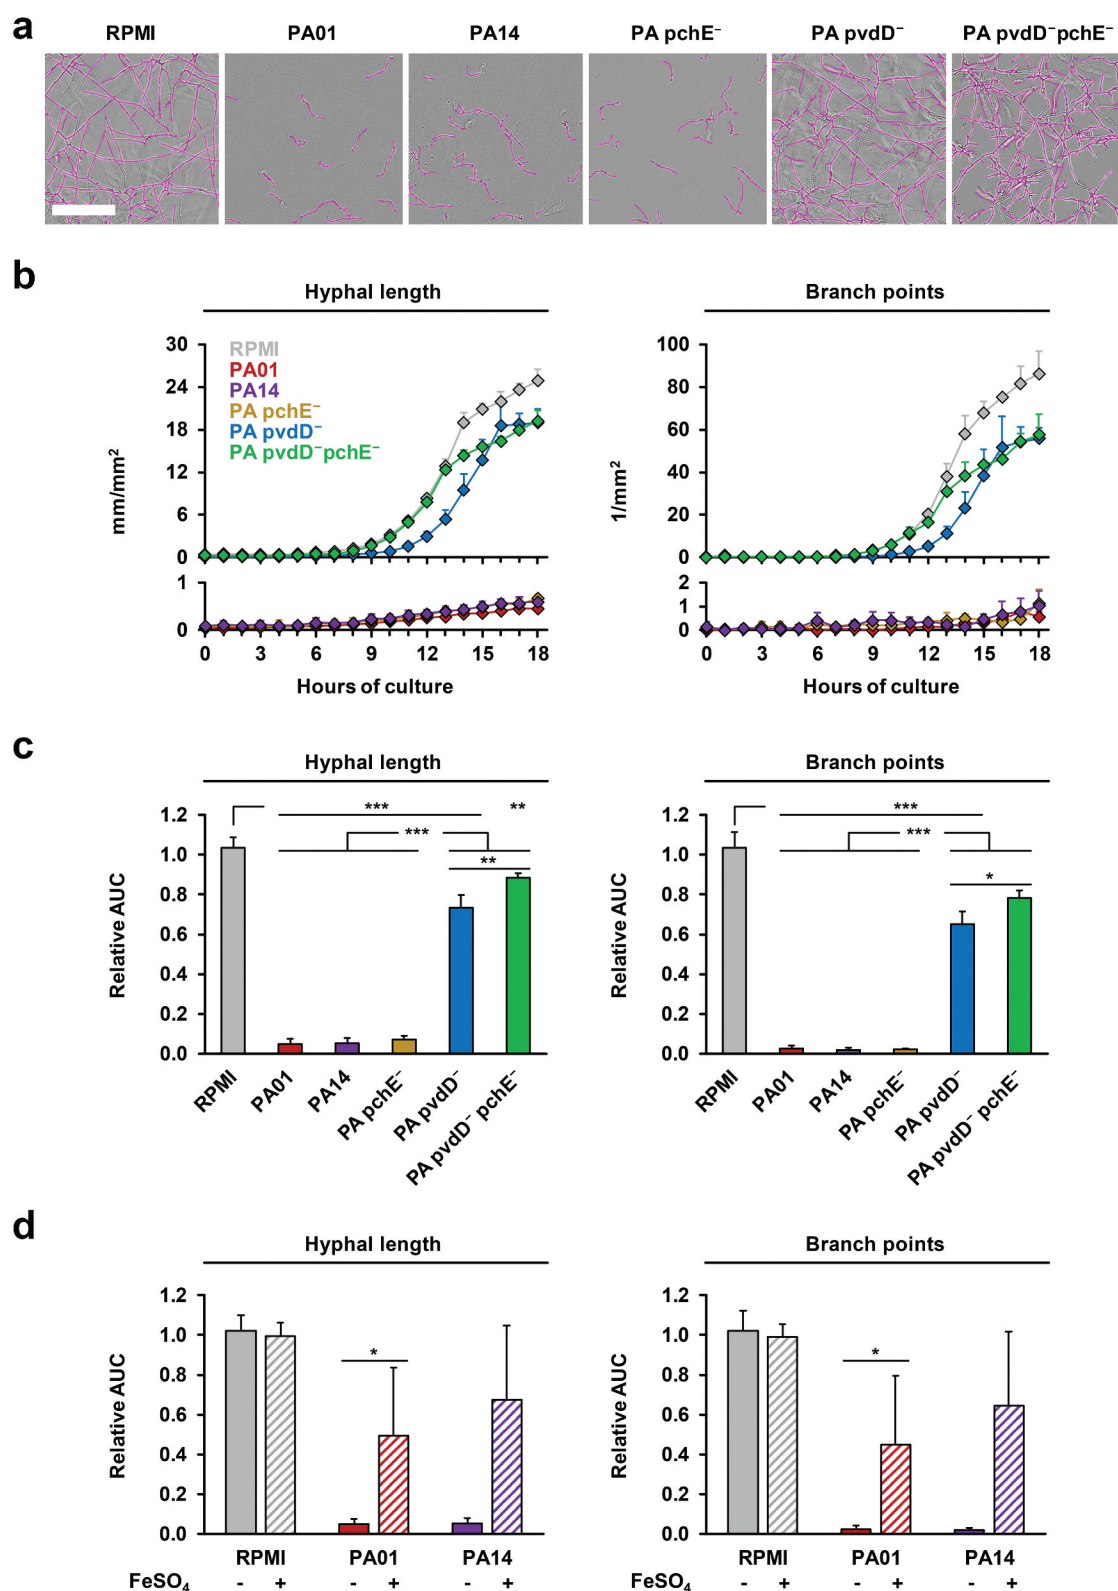 a
RPMI PA01 PA14 PA pchE⁻ PA pvdD⁻ PA pvdD⁻pchE⁻
b
Hyphal length Branch points
30 100
24 80
18 60
12 40
6 20
0 0
mm/mm² 1/mm²
RPMI
PA01
PA14
PA pchE⁻
PA pvdD⁻
PA pvdD⁻pchE⁻
1 2
1
0 0
0 3 6 9 12 15 18 0 3 6 9 12 15 18
Hours of culture Hours of culture
c
Hyphal length Branch points
*** ** ***
*** ***
** *
1.2 1.2
1.0 1.0
0.8 0.8
0.6 0.6
0.4 0.4
0.2 0.2
0.0 0.0
Relative AUC Relative AUC
RPMI PA01 PA14 PA pchE⁻ PA pvdD⁻ PA pvdD⁻ pchE⁻ RPMI PA01 PA14 PA pchE⁻ PA pvdD⁻ PA pvdD⁻ pchE⁻
d
Hyphal length Branch points
1.2 1.2
1.0 1.0
* *
0.8 0.8
0.6 0.6
0.4 0.4
0.2 0.2
0.0 0.0
Relative AUC Relative AUC
RPMI PA01 PA14 RPMI PA01 PA14
FeSO₄ - + - + - + FeSO₄ - + - + - +